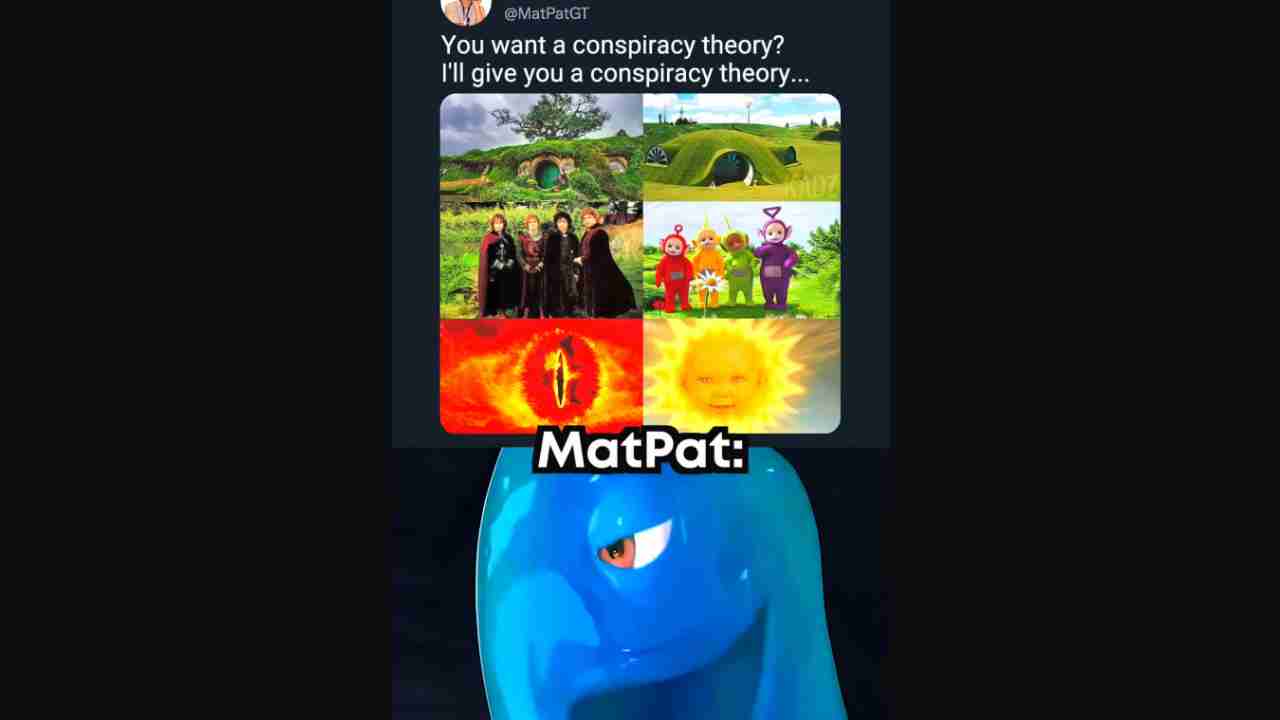 @MatPatGT
You want a conspiracy theory?
I'll give you a conspiracy theory...
MatPat: